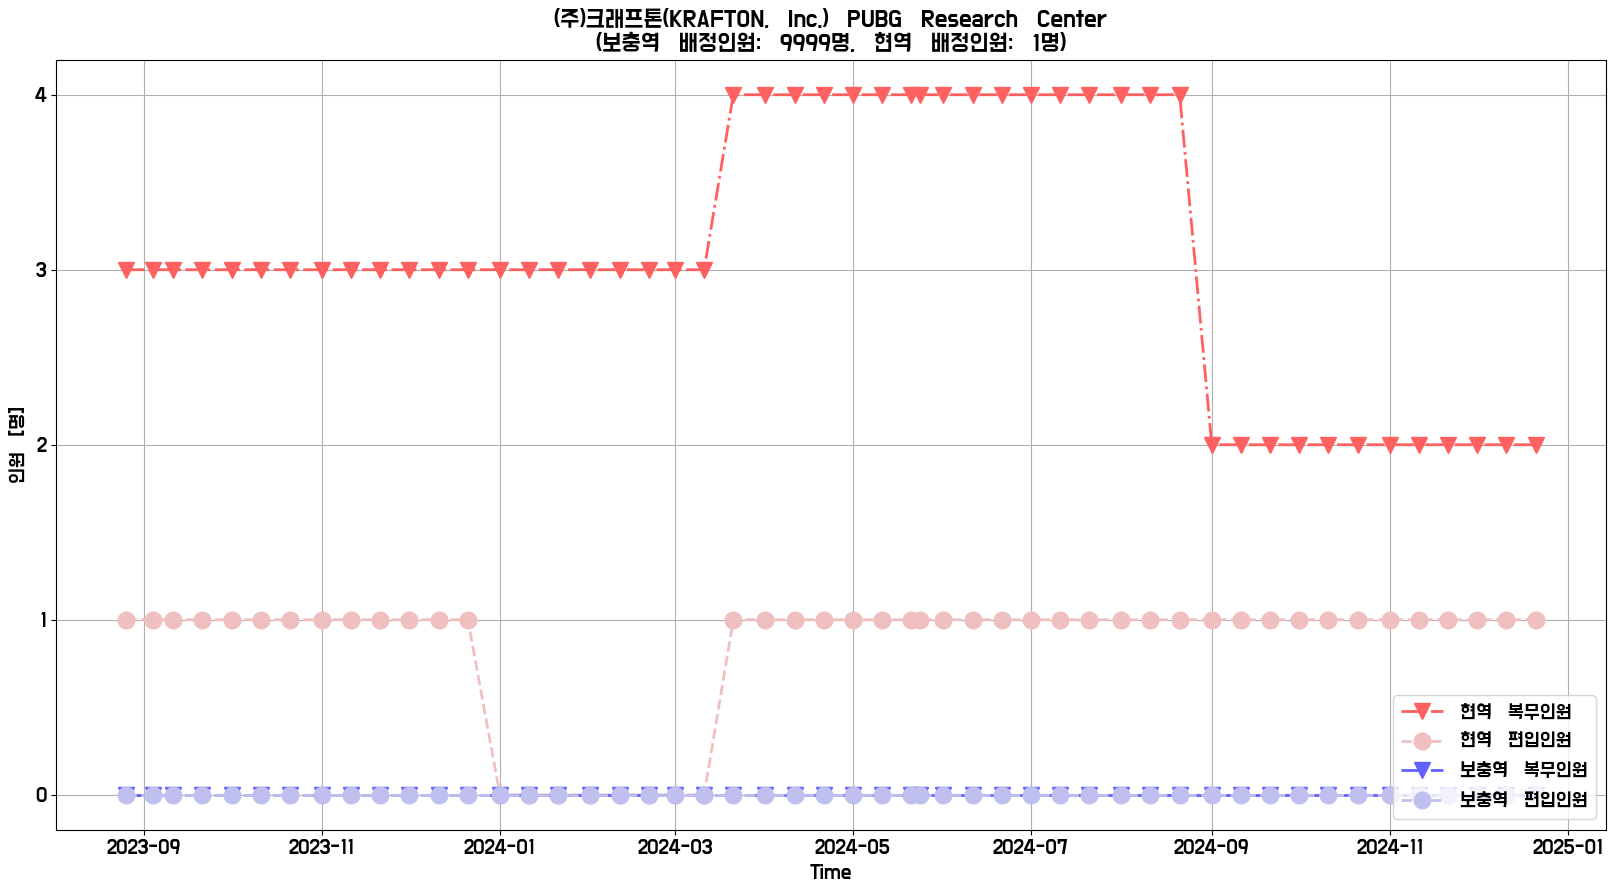 (주)크래프톤(KRAFTON, Inc.) PUBG Research Center
(보충역 배정인원: 9999명, 현역 배정인원: 1명)
인원 [명]
4
3
2
1
0
현역 복무인원
현역 편입인원
보충역 복무인원
보충역 편입인원
2023-09 2023-11 2024-01 2024-03 2024-05 2024-07 2024-09 2024-11 2025-01
Time